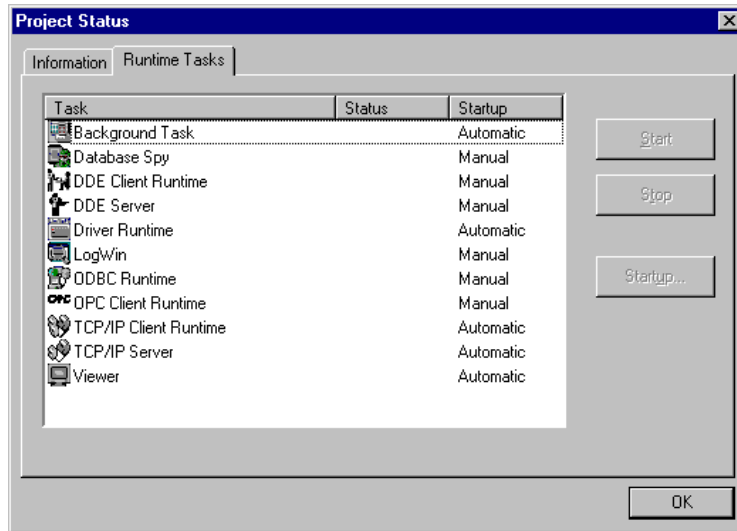 Project Status
Information Runtime Tasks
Task Status Startup
Background Task Automatic
Database Spy Manual
DDE Client Runtime Manual
DDE Server Manual
Driver Runtime Automatic
LogWin Manual
ODBC Runtime Manual
OPC OPC Client Runtime Manual
TCP/IP Client Runtime Automatic
TCP/IP Server Automatic
Viewer Automatic
Start
Stop
Startup...
OK